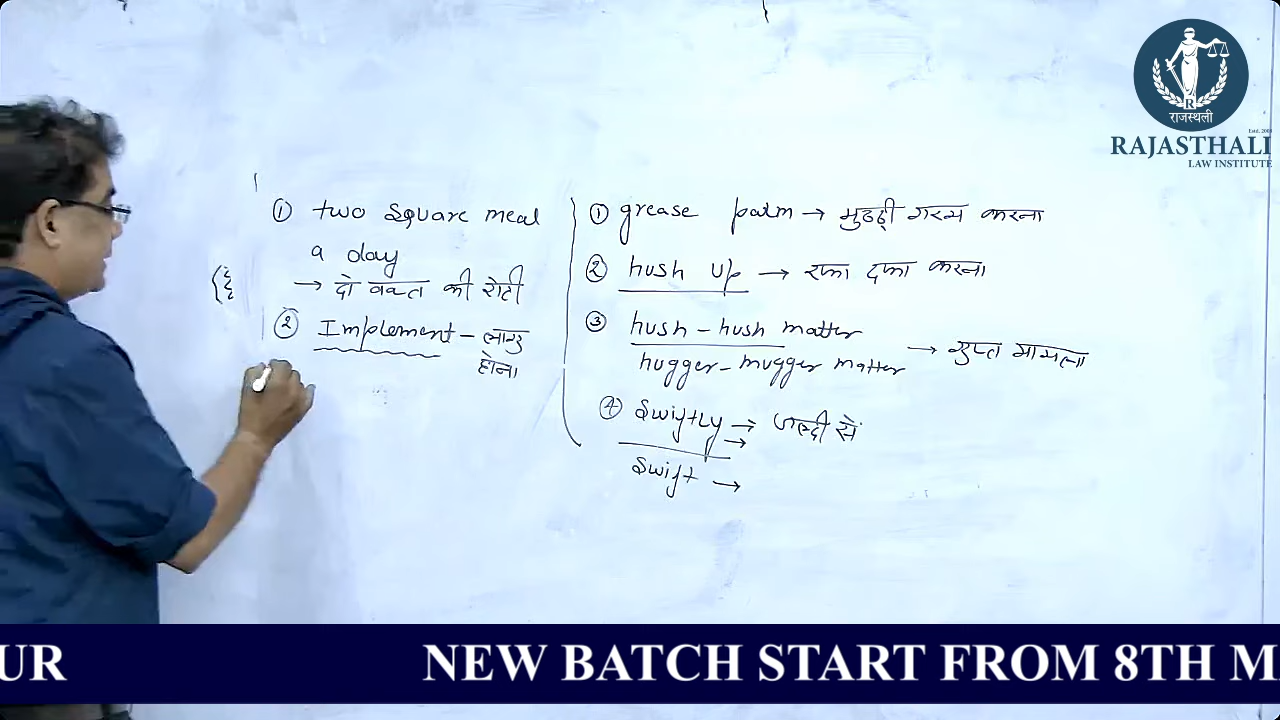 ① two square meal
a day
→ दो वक्त की रोटी
② Implement - लागु
होना
① grease palm → मुठ्ठी गरम करना
② hush up → रफा दफा करना
③ hush - hush matter
hugger - mugger matter → गुप्त मामला
④ swiftly → जल्दी से
→
swift →
राजस्थली
Estd. 2008
RAJASTHALI
LAW INSTITUTE
UR NEW BATCH START FROM 8TH